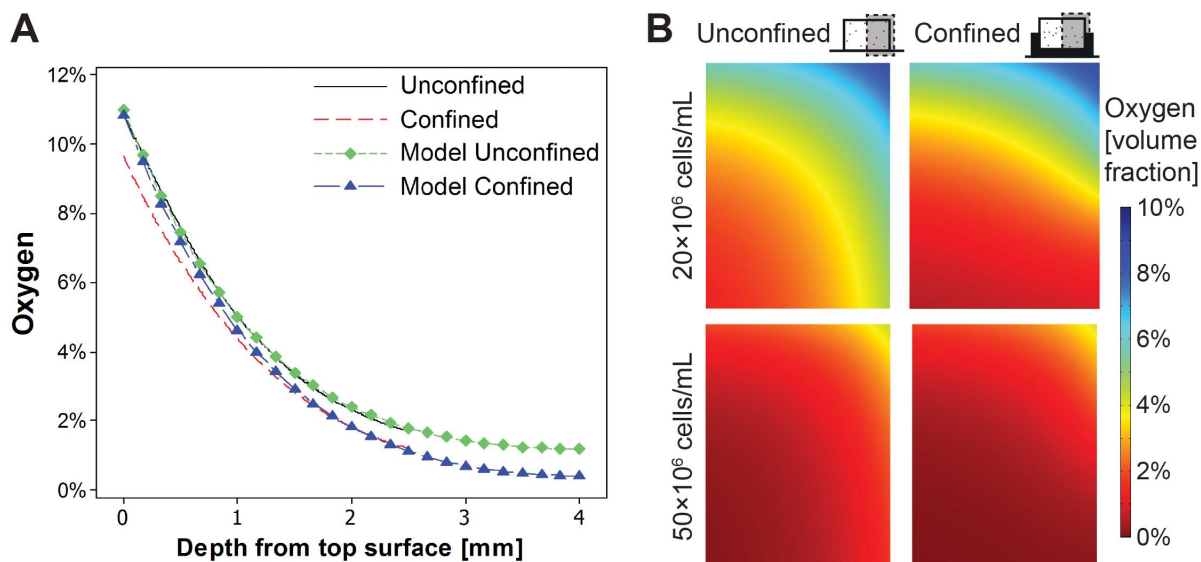 A
12%
10%
8%
6%
4%
2%
0%
Oxygen
0
1
2
3
4
Depth from top surface [mm]
Unconfined
Confined
Model Unconfined
Model Confined
B
Unconfined
Confined
20×10⁶ cells/mL
50×10⁶ cells/mL
Oxygen
[volume
fraction]
10%
8%
6%
4%
2%
0%